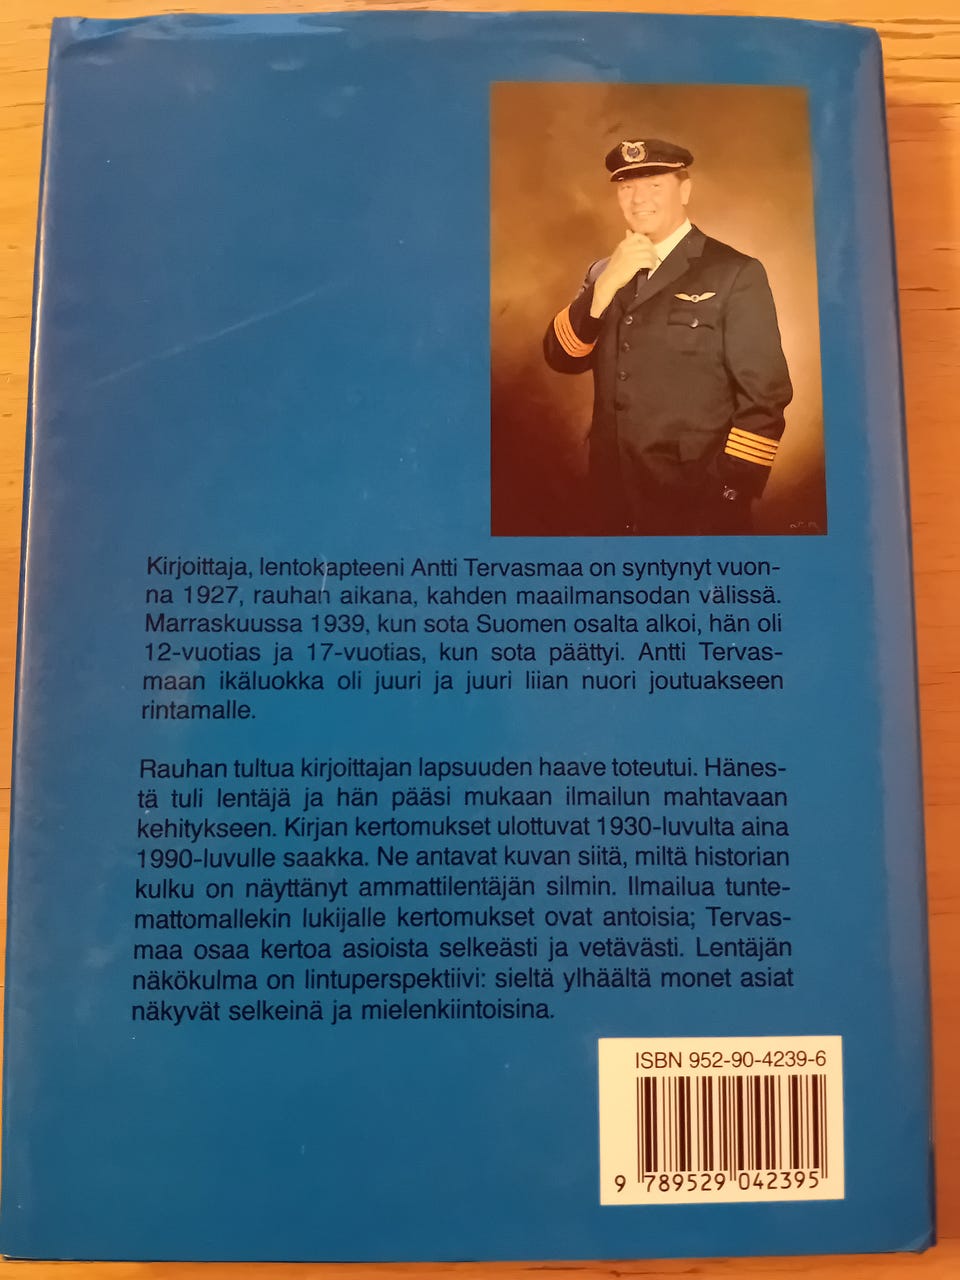 Kirjoittaja, lentokapteeni Antti Tervasmaa on syntynyt vuon-
na 1927, rauhan aikana, kahden maailmansodan välissä.
Marraskuussa 1939, kun sota Suomen osalta alkoi, hän oli
12-vuotias ja 17-vuotias, kun sota päättyi. Antti Tervas-
maan ikäluokka oli juuri ja juuri liian nuori joutuakseen
rintamalle.
Rauhan tultua kirjoittajan lapsuuden haave toteutui. Hänes-
tä tuli lentäjä ja hän pääsi mukaan ilmailun mahtavaan
kehitykseen. Kirjan kertomukset ulottuvat 1930-luvulta aina
1990-luvulle saakka. Ne antavat kuvan siitä, miltä historian
kulku on näyttänyt ammattilentäjän silmin. Ilmailua tunte-
mattomallekin lukijalle kertomukset ovat antoisia; Tervas-
maa osaa kertoa asioista selkeästi ja vetävästi. Lentäjän
näkökulma on lintuperspektiivi: sieltä ylhäältä monet asiat
näkyvät selkeinä ja mielenkiintoisina.
ISBN 952-90-4239-6
9 789529 042395